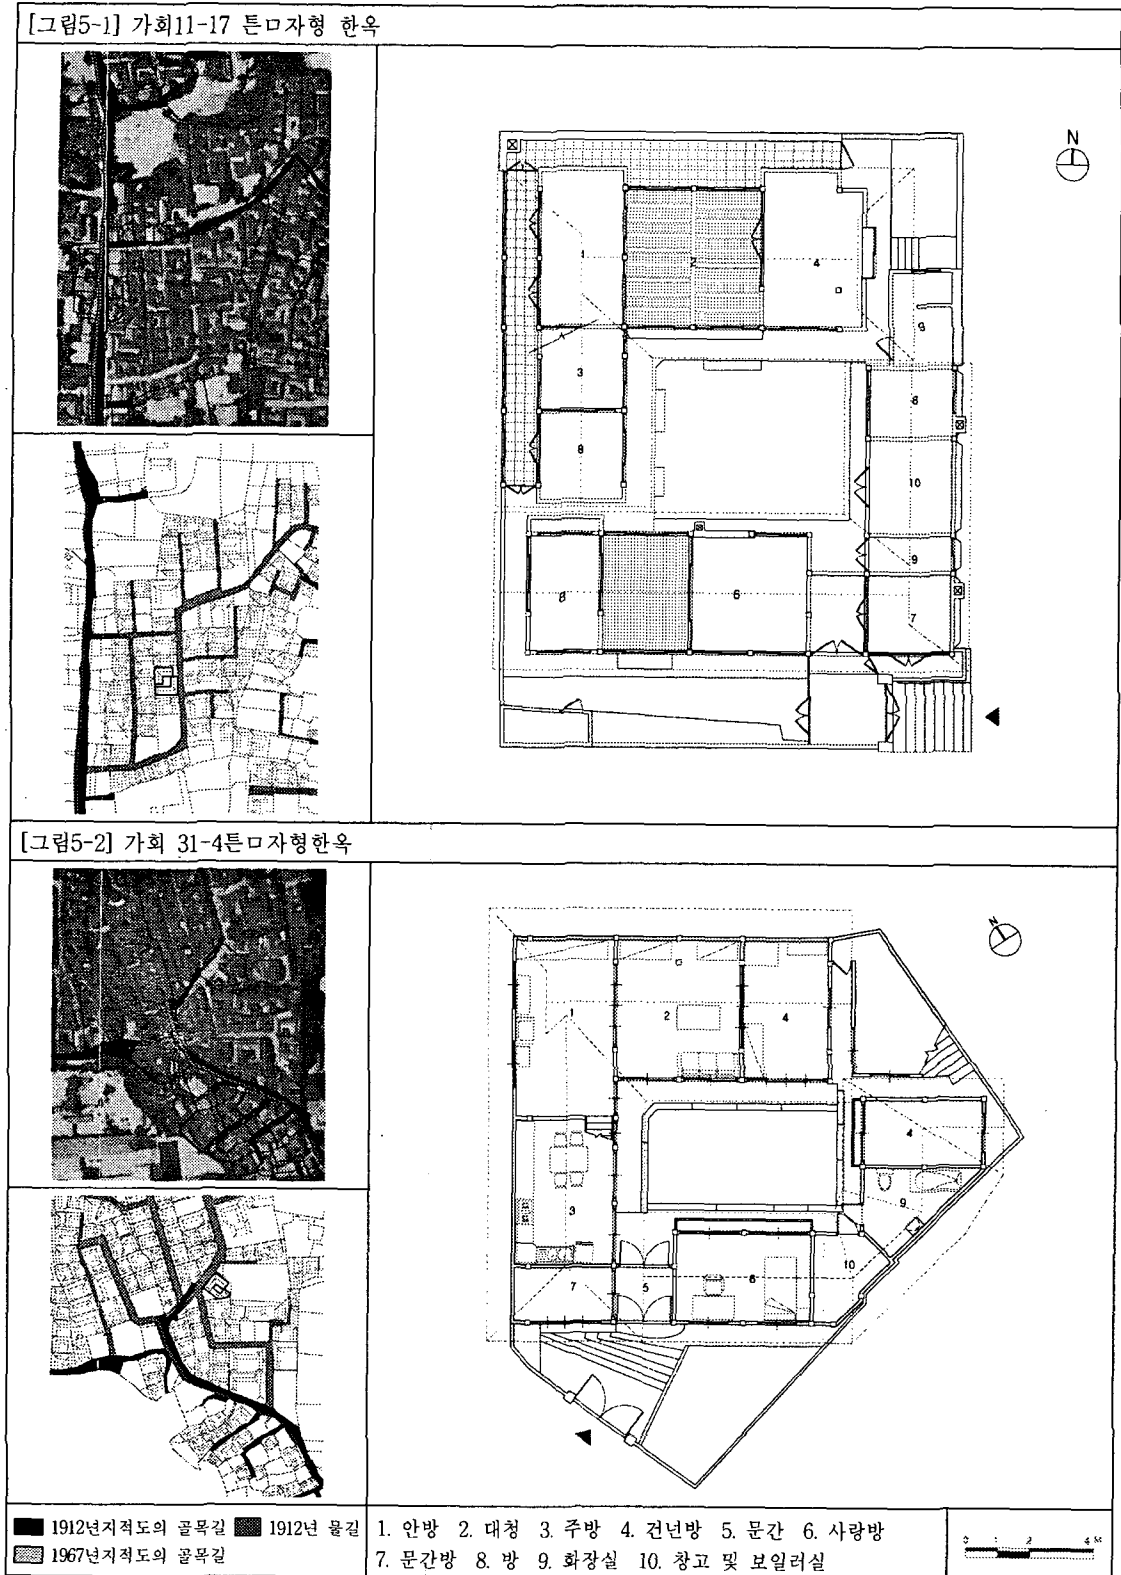 [그림5-1] 가회11-17 튼ㅁ자형 한옥
N
1
2
4
3
8
9
8
10
9
7
8
6
[그림5-2] 가회 31-4튼ㅁ자형한옥
N
1
2
4
4
3
9
10
7
5
6
1912년지적도의 골목길 1912년 물길
1967년지적도의 골목길
1. 안방 2. 대청 3. 주방 4. 건넌방 5. 문간 6. 사랑방
7. 문간방 8. 방 9. 화장실 10. 창고 및 보일러실
0 1 2 4 M